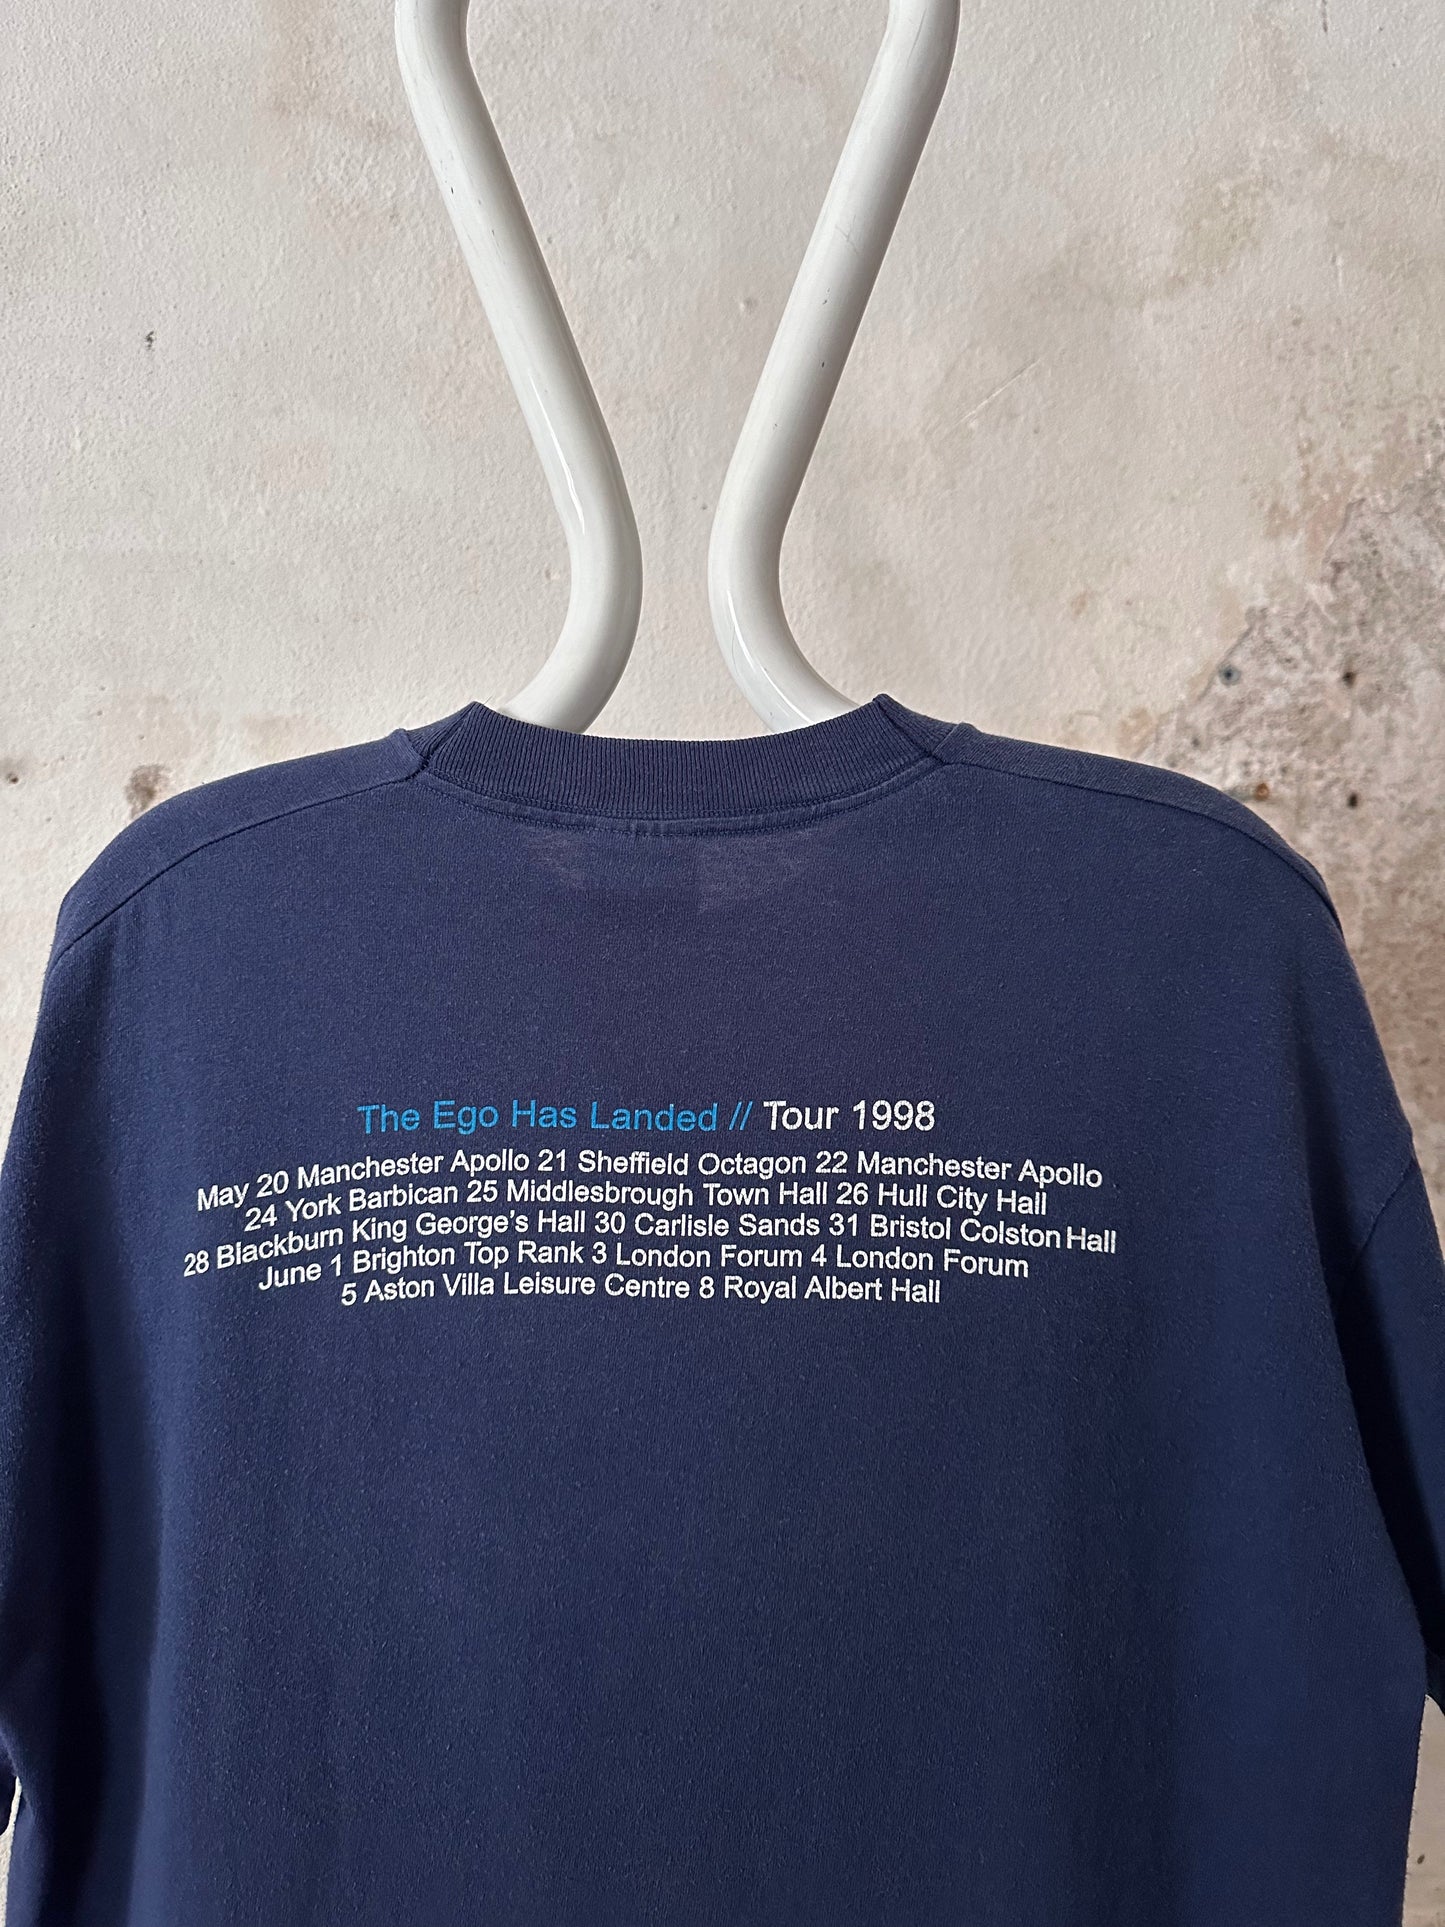 The Ego Has Landed // Tour 1998
May 20 Manchester Apollo 21 Sheffield Octagon 22 Manchester Apollo
24 York Barbican 25 Middlesbrough Town Hall 26 Hull City Hall
28 Blackburn King George's Hall 30 Carlisle Sands 31 Bristol Colston Hall
June 1 Brighton Top Rank 3 London Forum 4 London Forum
5 Aston Villa Leisure Centre 8 Royal Albert Hall